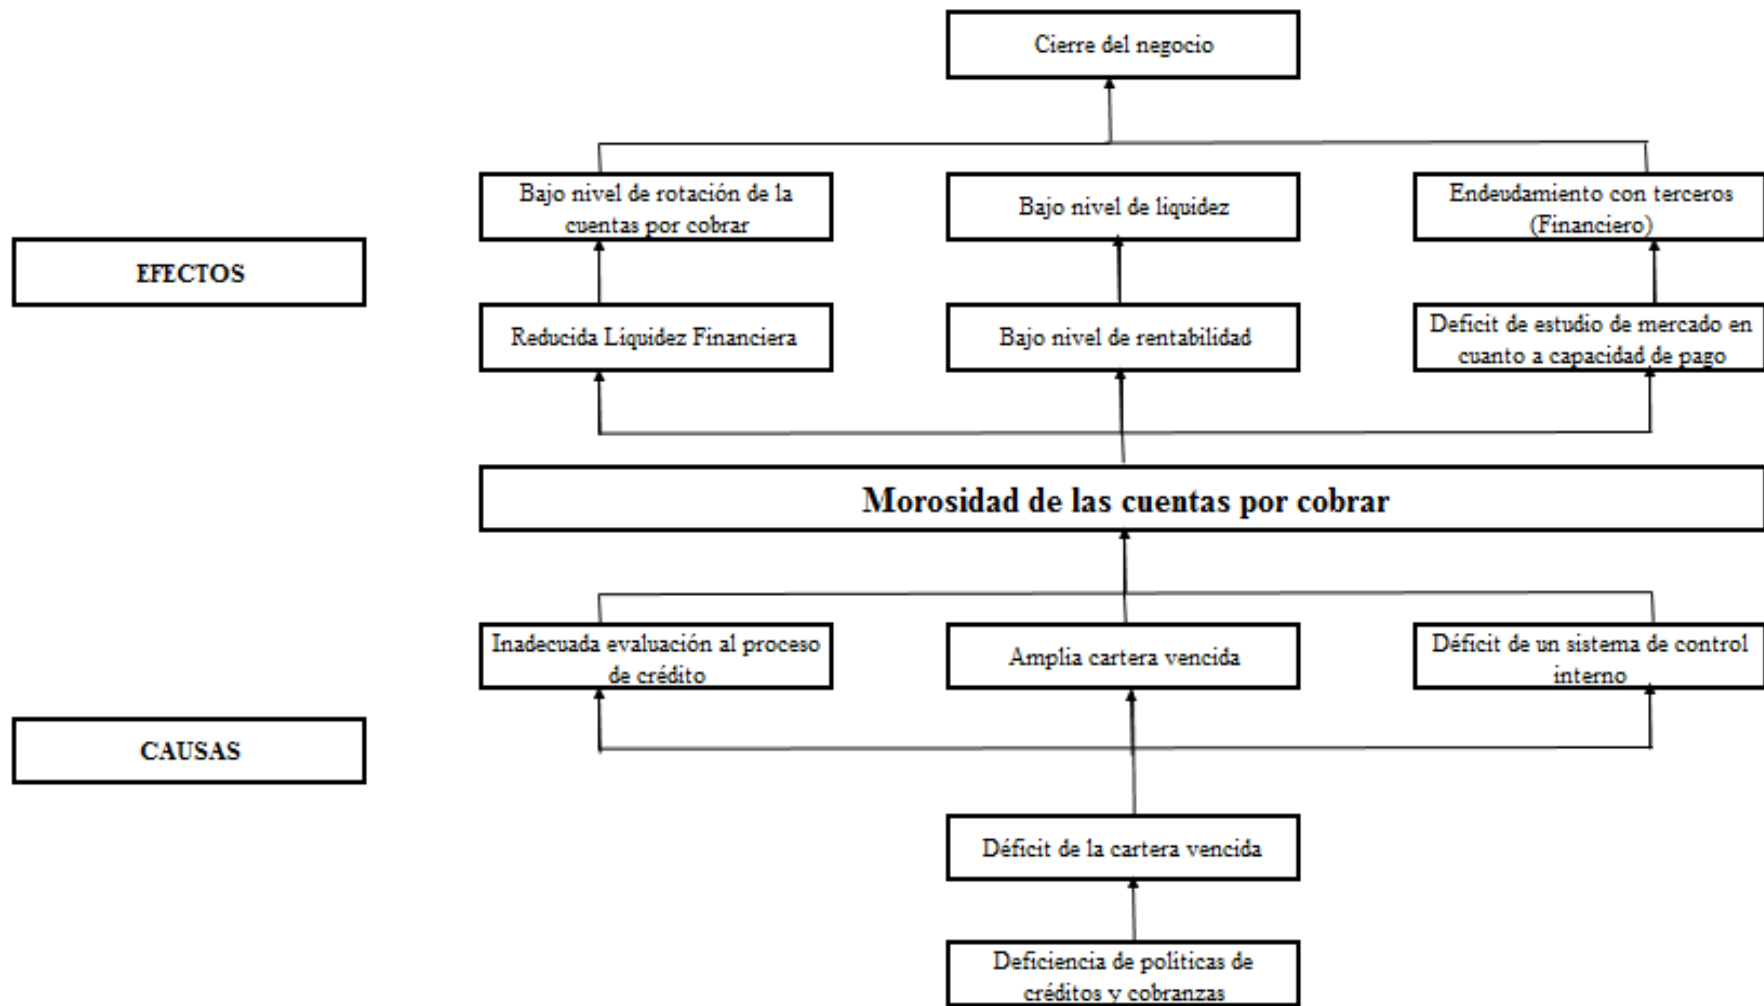 Cierre del negocio
Bajo nivel de rotación de la
cuentas por cobrar
Bajo nivel de liquidez
Endeudamiento con terceros
(Financiero)
EFECTOS
Reducida Liquidez Financiera
Bajo nivel de rentabilidad
Deficit de estudio de mercado en
cuanto a capacidad de pago
Morosidad de las cuentas por cobrar
Inadecuada evaluación al proceso
de crédito
Amplia cartera vencida
Déficit de un sistema de control
interno
CAUSAS
Déficit de la cartera vencida
Deficiencia de políticas de
créditos y cobranzas